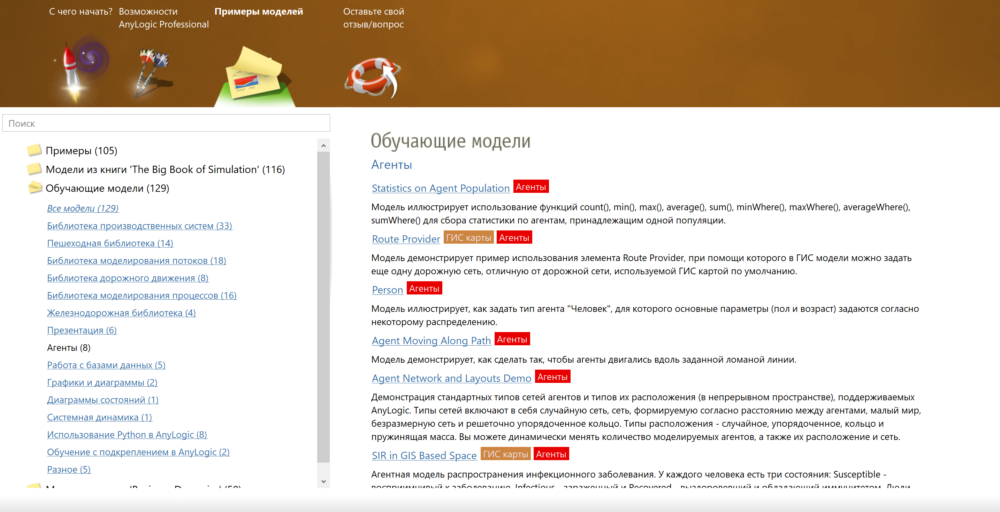 С чего начать?
Возможности
AnyLogic Professional
Примеры моделей
Оставьте свой
отзыв/вопрос
Поиск
Примеры (105)
Модели из книги 'The Big Book of Simulation' (116)
Обучающие модели (129)
Все модели (129)
Библиотека производственных систем (33)
Пешеходная библиотека (14)
Библиотека моделирования потоков (18)
Библиотека дорожного движения (8)
Библиотека моделирования процессов (16)
Железнодорожная библиотека (4)
Презентация (6)
Агенты (8)
Работа с базами данных (5)
Графики и диаграммы (2)
Диаграммы состояний (1)
Системная динамика (1)
Использование Python в AnyLogic (8)
Обучение с подкреплением в AnyLogic (2)
Разное (5)
Обучающие модели
Агенты
Statistics on Agent Population Агенты
Модель иллюстрирует использование функций count(), min(), max(), average(), sum(), minWhere(), maxWhere(), averageWhere(),
sumWhere() для сбора статистики по агентам, принадлежащим одной популяции.
Route Provider ГИС карты Агенты
Модель демонстрирует пример использования элемента Route Provider, при помощи которого в ГИС модели можно задать
еще одну дорожную сеть, отличную от дорожной сети, используемой ГИС картой по умолчанию.
Person Агенты
Модель иллюстрирует, как задать тип агента "Человек", для которого основные параметры (пол и возраст) задаются согласно
некоторому распределению.
Agent Moving Along Path Агенты
Модель демонстрирует, как сделать так, чтобы агенты двигались вдоль заданной ломаной линии.
Agent Network and Layouts Demo Агенты
Демонстрация стандартных типов сетей агентов и типов их расположения (в непрерывном пространстве), поддерживаемых
AnyLogic. Типы сетей включают в себя случайную сеть, сеть, формируемую согласно расстоянию между агентами, малый мир,
безразмерную сеть и решеточно упорядоченное кольцо. Типы расположения - случайное, упорядоченное, кольцо и
пружинящая масса. Вы можете динамически менять количество моделируемых агентов, а также их расположение и сеть.
SIR in GIS Based Space ГИС карты Агенты
Агентная модель распространения инфекционного заболевания. У каждого человека есть три состояния: Susceptible -
восприимчивый к заболеванию, Infectious - зараженный и Recovered - выздоровевший и обладающий иммунитетом. Люди